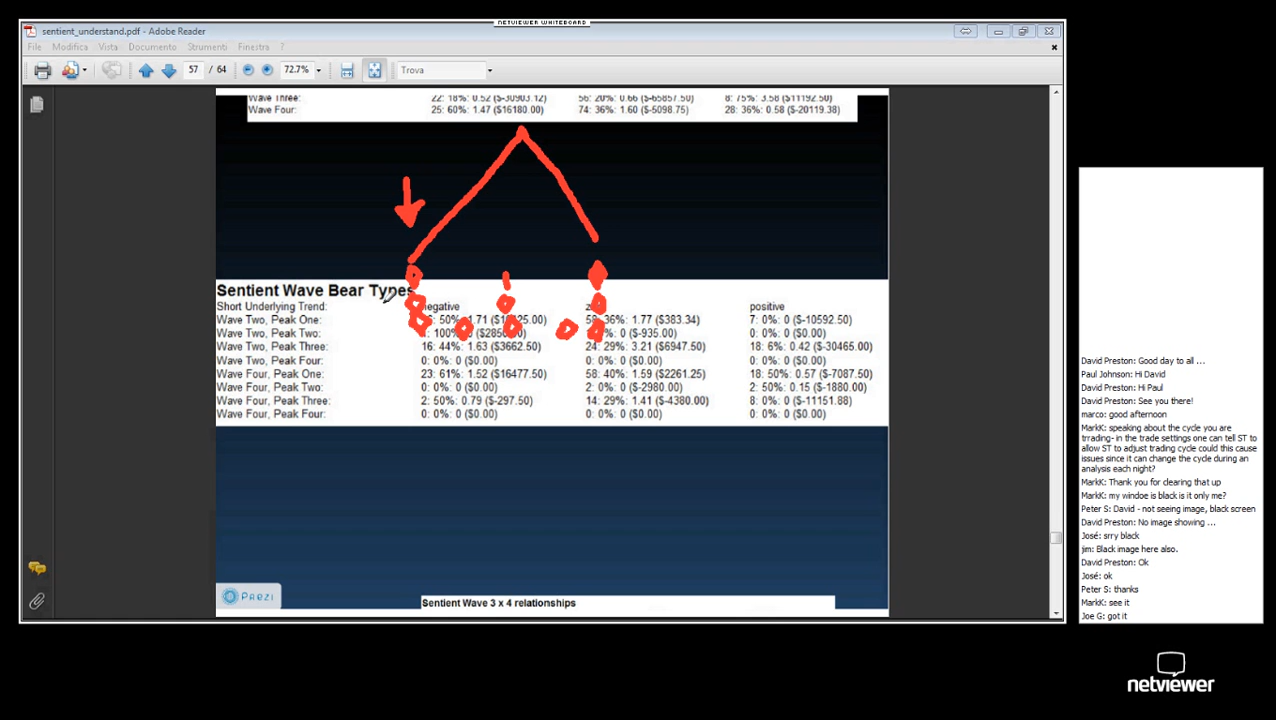 NETVIEWER WHITEBOARD
sentient_understand.pdf - Adobe Reader
File Modifica Vista Documento Strumenti Finestra ?
57 / 64 72.7% Trova
Wave Three: 22: 18% 0.52 ($-30903.12) 56: 20% 0.66 ($-65857.50) 8: 75% 3.58 ($11192.50)
Wave Four: 25: 60% 1.47 ($16180.00) 74: 36% 1.60 ($-5098.75) 28: 36% 0.58 ($-20119.38)
Sentient Wave Bear Types
Short Underlying Trend: negative positive
Wave Two, Peak One: 50% 1.71 36% 1.77 ($383.34) 7: 0% 0 ($-10592.50)
Wave Two, Peak Two: 0 ($-935.00) 0: 0% 0 ($0.00)
Wave Two, Peak Three: 16: 44% 1.63 ($3662.50) 24: 29% 3.21 ($6947.50) 18: 6% 0.42 ($-30465.00)
Wave Two, Peak Four: 0: 0% 0 ($0.00) 0: 0% 0 ($0.00) 0: 0% 0 ($0.00)
Wave Four, Peak One: 23: 61% 1.52 ($16477.50) 58: 40% 1.59 ($2261.25) 18: 50% 0.57 ($-7087.50)
Wave Four, Peak Two: 0: 0% 0 ($0.00) 2: 0% 0 ($-2980.00) 2: 50% 0.15 ($-1880.00)
Wave Four, Peak Three: 2: 50% 0.79 ($-297.50) 14: 29% 1.41 ($-4380.00) 8: 0% 0 ($-11151.88)
Wave Four, Peak Four: 0: 0% 0 ($0.00) 0: 0% 0 ($0.00) 0: 0% 0 ($0.00)
PREZI
Sentient Wave 3 x 4 relationships
David Preston: Good day to all ...
Paul Johnson: Hi David
David Preston: Hi Paul
David Preston: See you there!
marco: good afternoon
MarkK: speaking about the cycle you are
trrading- in the trade settings one can tell ST to
allow ST to adjust trading cycle could this cause
issues since it can change the cycle during an
analysis each night?
MarkK: Thank you for clearing that up
MarkK: my windoe is black is it only me?
Peter S: David - not seeing image, black screen
David Preston: No image showing ...
José: srry black
jim: Black image here also.
David Preston: Ok
José: ok
Peter S: thanks
MarkK: see it
Joe G: got it
netviewer